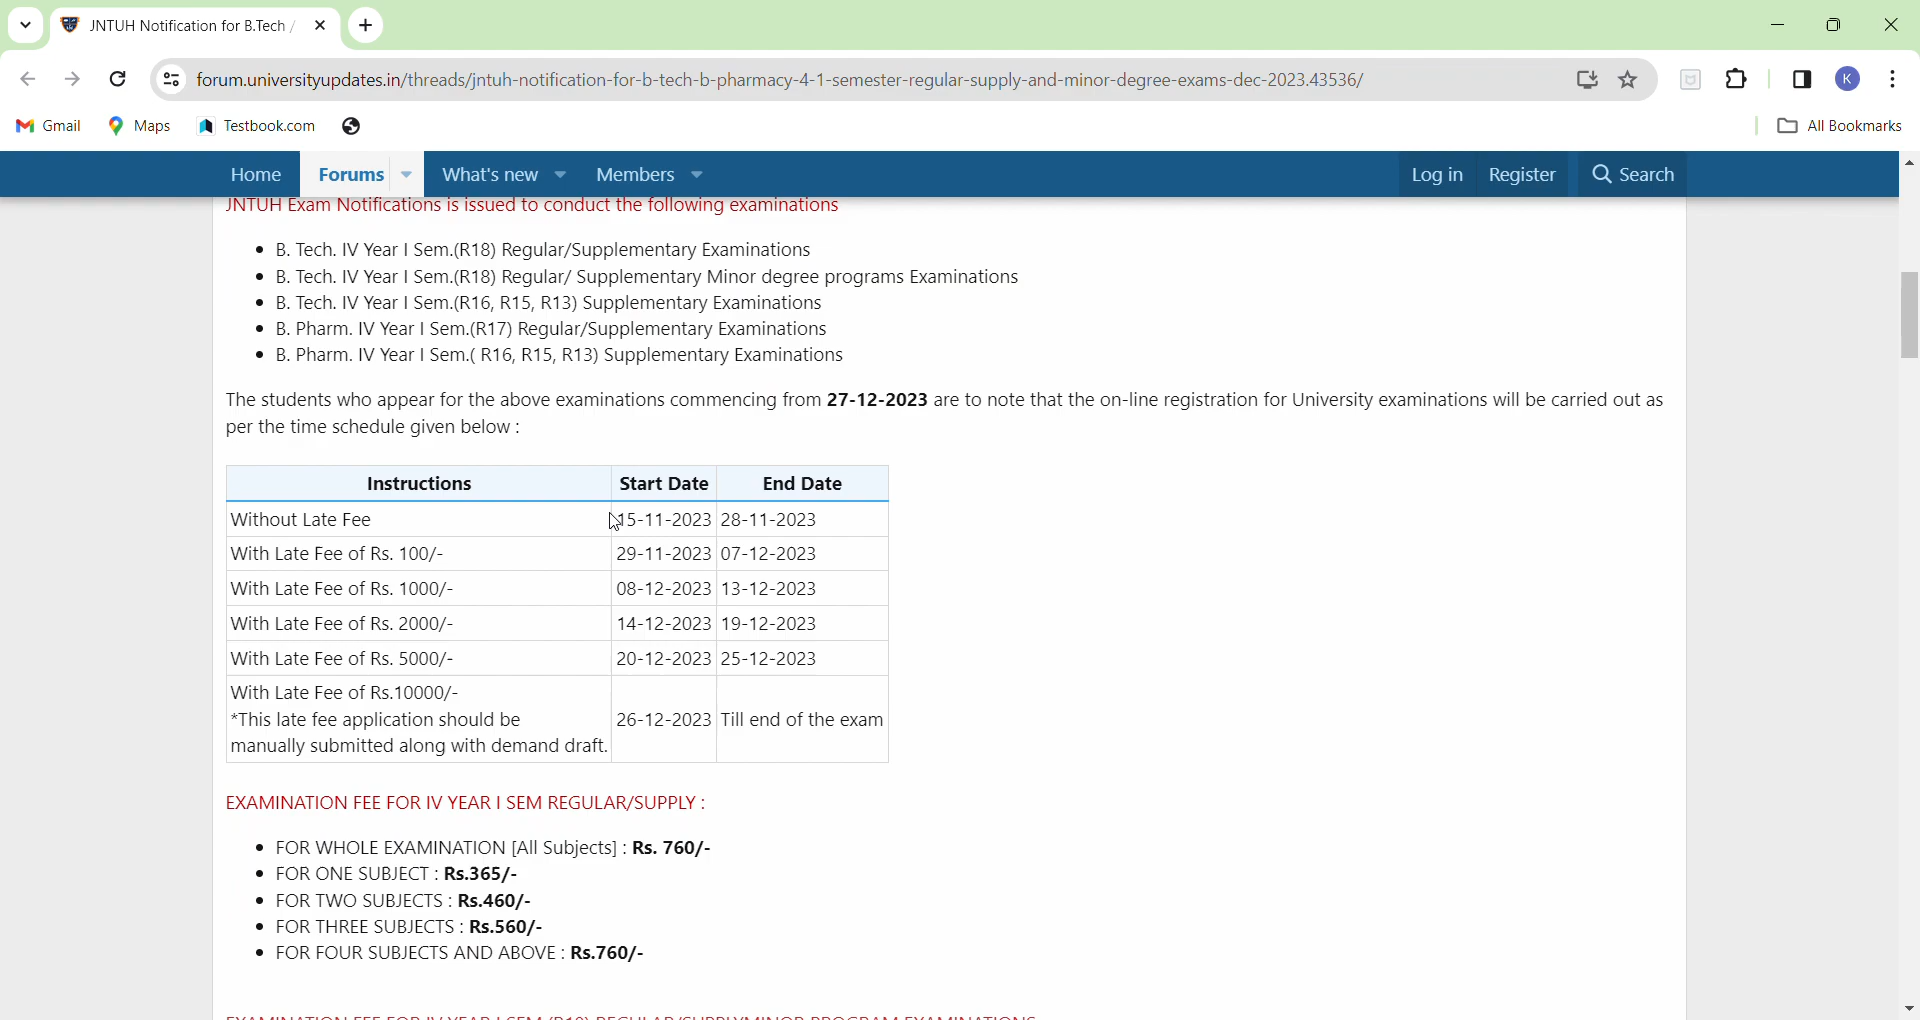 JNTUH Notification for B.Tech /
forum.universityupdates.in/threads/jntuh-notification-for-b-tech-b-pharmacy-4-1-semester-regular-supply-and-minor-degree-exams-dec-2023.43536/
K
Gmail Maps Testbook.com All Bookmarks
Home Forums What's new Members Log in Register Search
JNTUH Exam Notifications is issued to conduct the following examinations
• B. Tech. IV Year I Sem.(R18) Regular/Supplementary Examinations
• B. Tech. IV Year I Sem.(R18) Regular/ Supplementary Minor degree programs Examinations
• B. Tech. IV Year I Sem.(R16, R15, R13) Supplementary Examinations
• B. Pharm. IV Year I Sem.(R17) Regular/Supplementary Examinations
• B. Pharm. IV Year I Sem.( R16, R15, R13) Supplementary Examinations
The students who appear for the above examinations commencing from 27-12-2023 are to note that the on-line registration for University examinations will be carried out as
per the time schedule given below :
Instructions Start Date End Date
Without Late Fee 15-11-2023 28-11-2023
With Late Fee of Rs. 100/- 29-11-2023 07-12-2023
With Late Fee of Rs. 1000/- 08-12-2023 13-12-2023
With Late Fee of Rs. 2000/- 14-12-2023 19-12-2023
With Late Fee of Rs. 5000/- 20-12-2023 25-12-2023
With Late Fee of Rs.10000/-
*This late fee application should be 26-12-2023 Till end of the exam
manually submitted along with demand draft.
EXAMINATION FEE FOR IV YEAR I SEM REGULAR/SUPPLY :
• FOR WHOLE EXAMINATION [All Subjects] : Rs. 760/-
• FOR ONE SUBJECT : Rs.365/-
• FOR TWO SUBJECTS : Rs.460/-
• FOR THREE SUBJECTS : Rs.560/-
• FOR FOUR SUBJECTS AND ABOVE : Rs.760/-